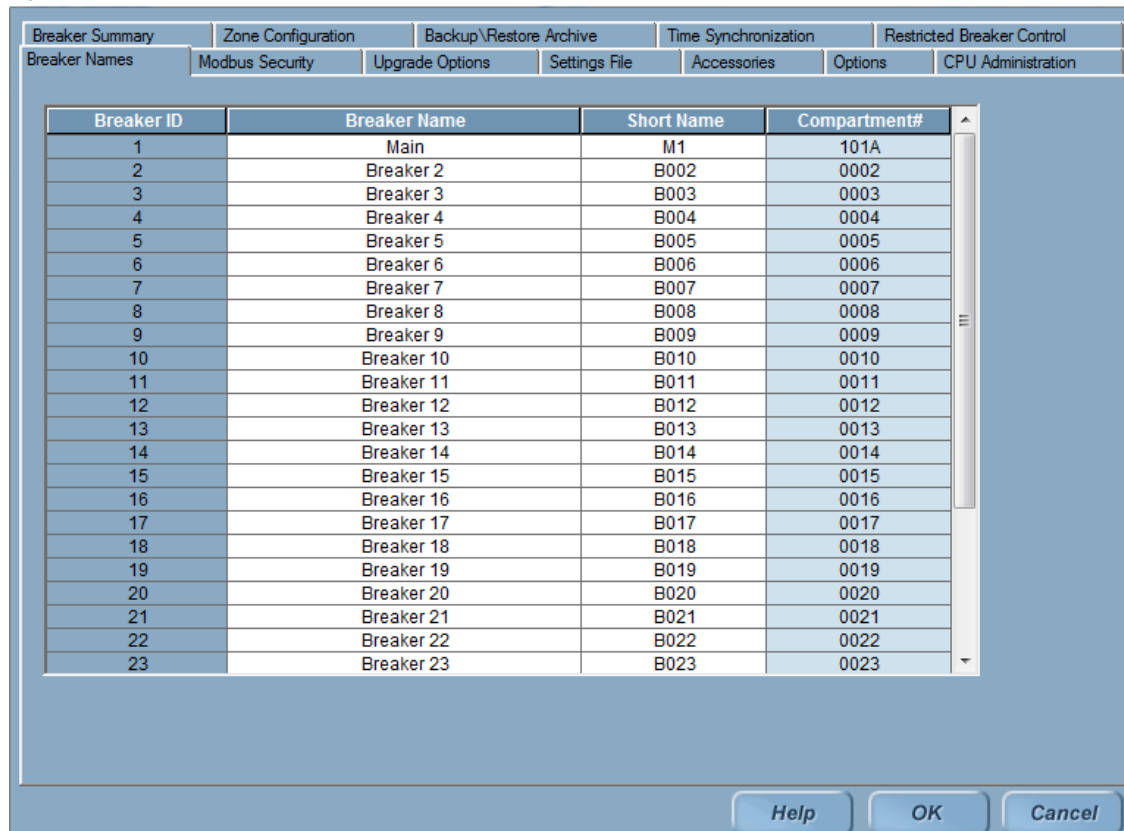 Breaker Summary Zone Configuration Backup\Restore Archive Time Synchronization Restricted Breaker Control
Breaker Names Modbus Security Upgrade Options Settings File Accessories Options CPU Administration
Breaker ID Breaker Name Short Name Compartment#
1 Main M1 101A
2 Breaker 2 B002 0002
3 Breaker 3 B003 0003
4 Breaker 4 B004 0004
5 Breaker 5 B005 0005
6 Breaker 6 B006 0006
7 Breaker 7 B007 0007
8 Breaker 8 B008 0008
9 Breaker 9 B009 0009
10 Breaker 10 B010 0010
11 Breaker 11 B011 0011
12 Breaker 12 B012 0012
13 Breaker 13 B013 0013
14 Breaker 14 B014 0014
15 Breaker 15 B015 0015
16 Breaker 16 B016 0016
17 Breaker 17 B017 0017
18 Breaker 18 B018 0018
19 Breaker 19 B019 0019
20 Breaker 20 B020 0020
21 Breaker 21 B021 0021
22 Breaker 22 B022 0022
23 Breaker 23 B023 0023
Help OK Cancel